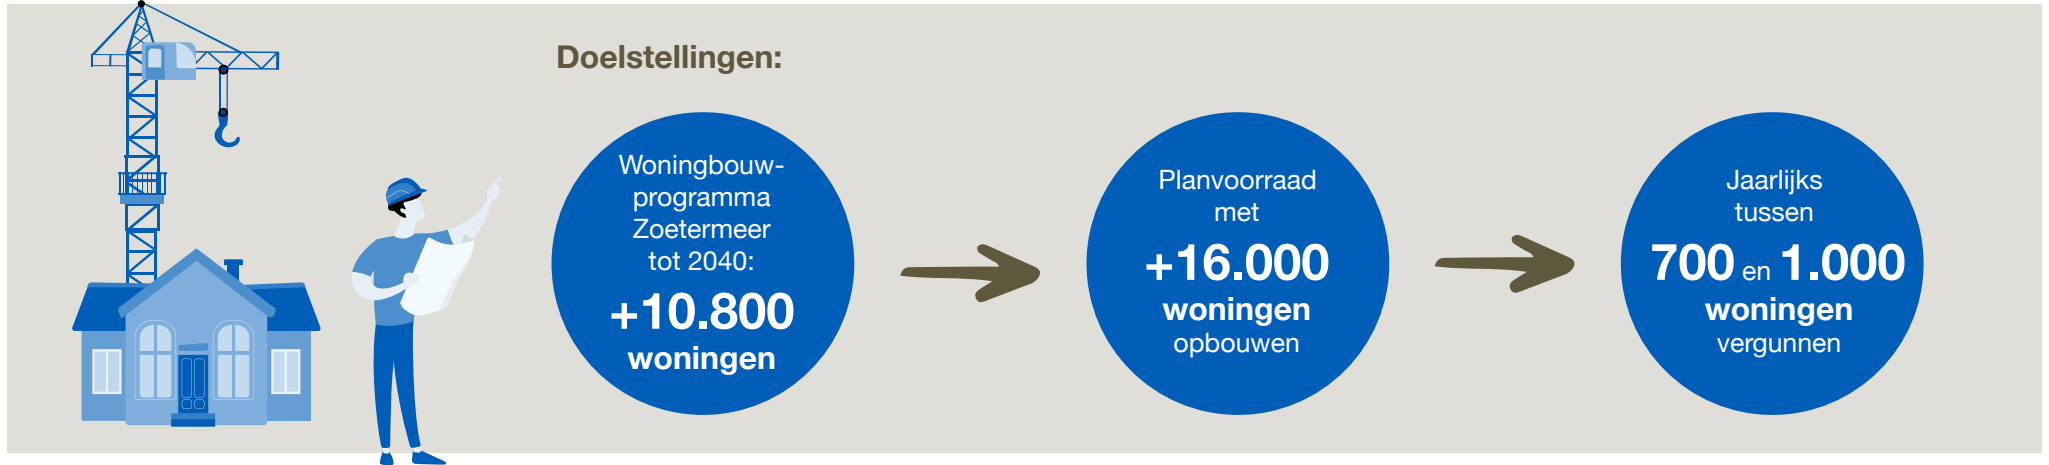 Doelstellingen:
Woningbouw-
programma
Zoetermeer
tot 2040:
+10.800
woningen
Planvoorraad
met
+16.000
woningen
opbouwen
Jaarlijks
tussen
700 en 1.000
woningen
vergunnen